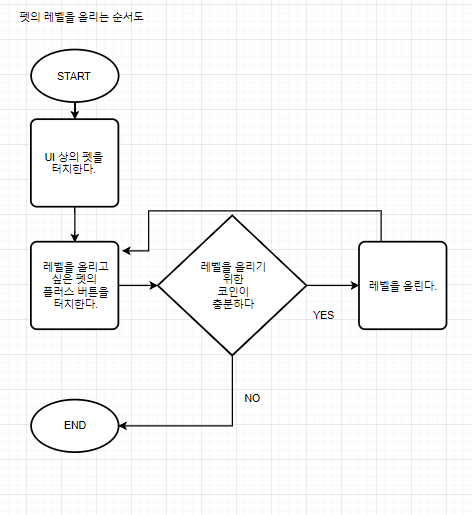 펫의 레벨을 올리는 순서도
START
UI 상의 펫을
터치한다.
레벨을 올리고
싶은 펫의
플러스 버튼을
터치한다.
레벨을 올리기
위한
코인이
충분하다
레벨을 올린다.
YES
NO
END